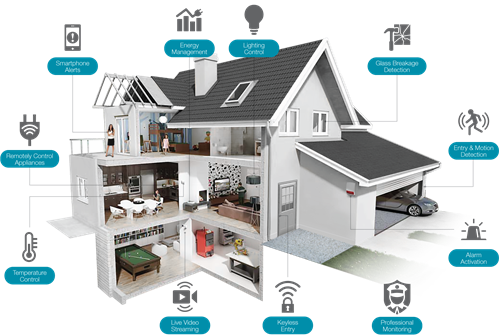 Energy
Management
Lighting
Control
Smartphone
Alerts
Glass Breakage
Detection
Remotely Control
Appliances
Entry & Motion
Detection
Temperature
Control
Alarm
Activation
Live Video
Streaming
Keyless
Entry
Professional
Monitoring